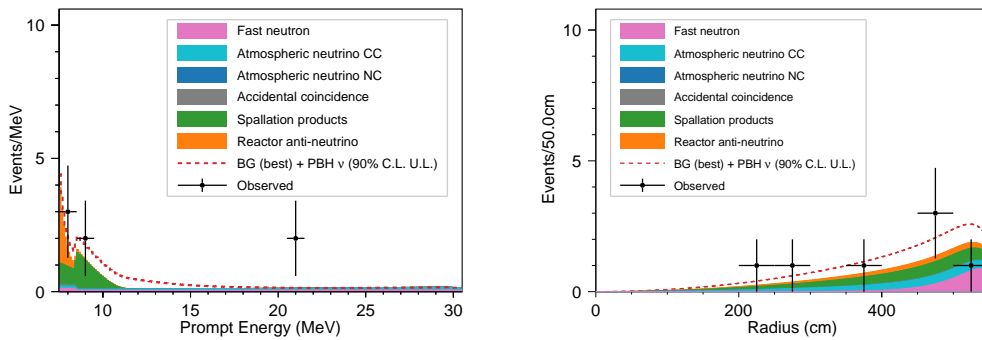 10
5
0
Events/MeV
Fast neutron
Atmospheric neutrino CC
Atmospheric neutrino NC
Accidental coincidence
Spallation products
Reactor anti-neutrino
BG (best) + PBH ν (90% C.L. U.L.)
Observed
10 15 20 25 30
Prompt Energy (MeV)
10
5
0
Events/50.0cm
Fast neutron
Atmospheric neutrino CC
Atmospheric neutrino NC
Accidental coincidence
Spallation products
Reactor anti-neutrino
BG (best) + PBH ν (90% C.L. U.L.)
Observed
0 200 400
Radius (cm)